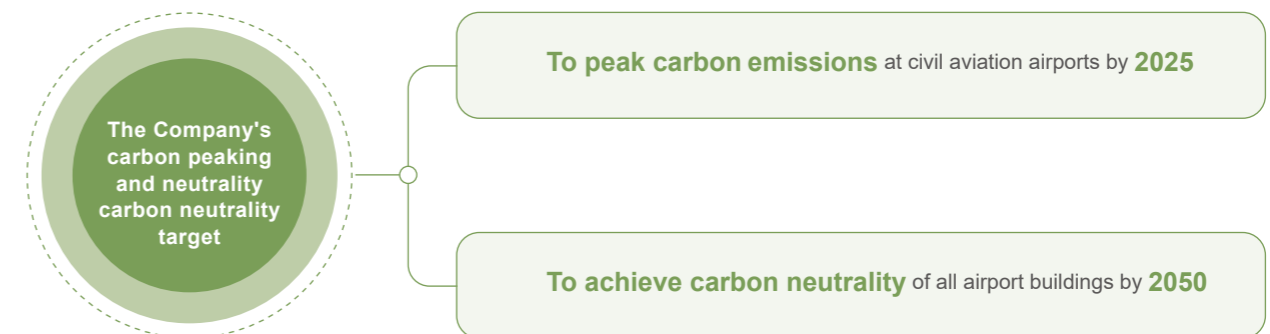 The Company's
carbon peaking
and neutrality
carbon neutrality
target
To peak carbon emissions at civil aviation airports by 2025
To achieve carbon neutrality of all airport buildings by 2050